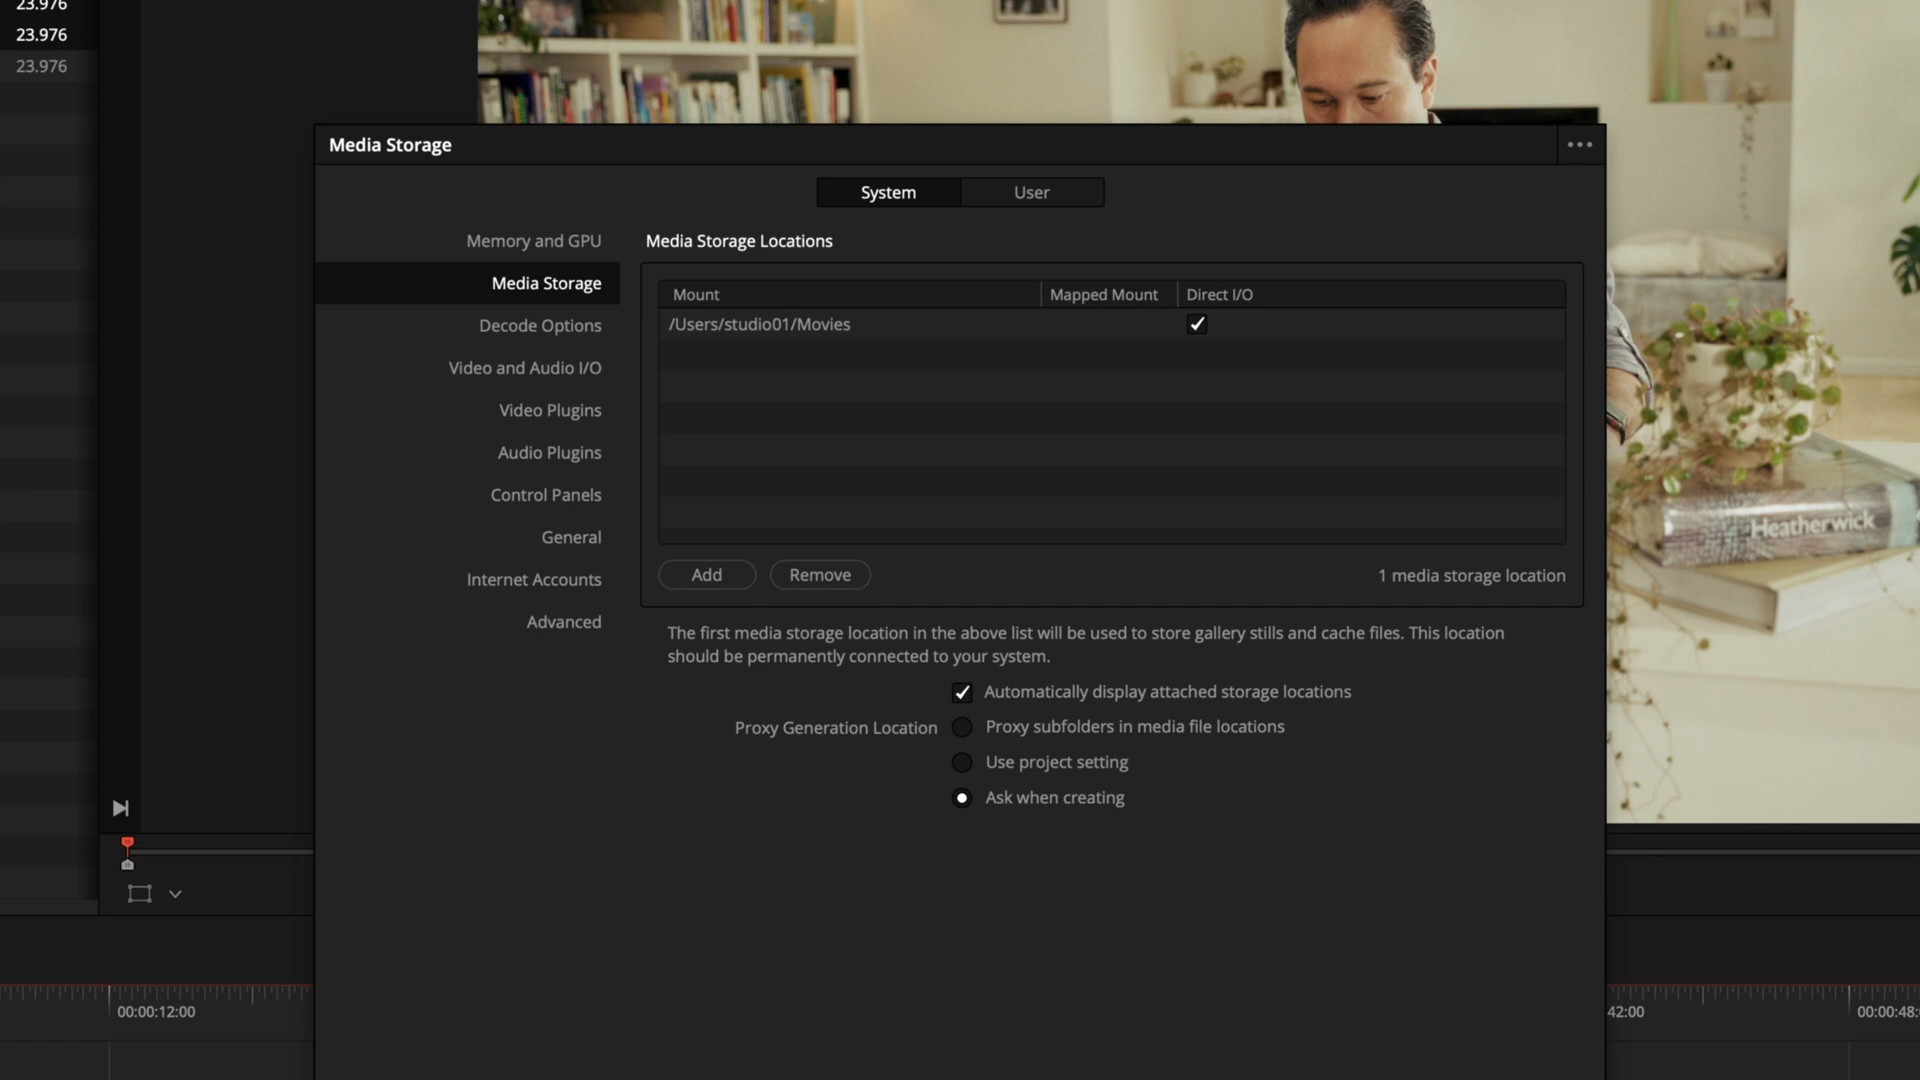 23.976
23.976
23.976
Media Storage
System
User
Memory and GPU
Media Storage
Decode Options
Video and Audio I/O
Video Plugins
Audio Plugins
Control Panels
General
Internet Accounts
Advanced
Media Storage Locations
Mount
Mapped Mount
Direct I/O
/Users/studio01/Movies
Add
Remove
1 media storage location
The first media storage location in the above list will be used to store gallery stills and cache files. This location
should be permanently connected to your system.
Automatically display attached storage locations
Proxy Generation Location
Proxy subfolders in media file locations
Use project setting
Ask when creating
Heatherwick
00:00:12:00
42:00
00:00:48: